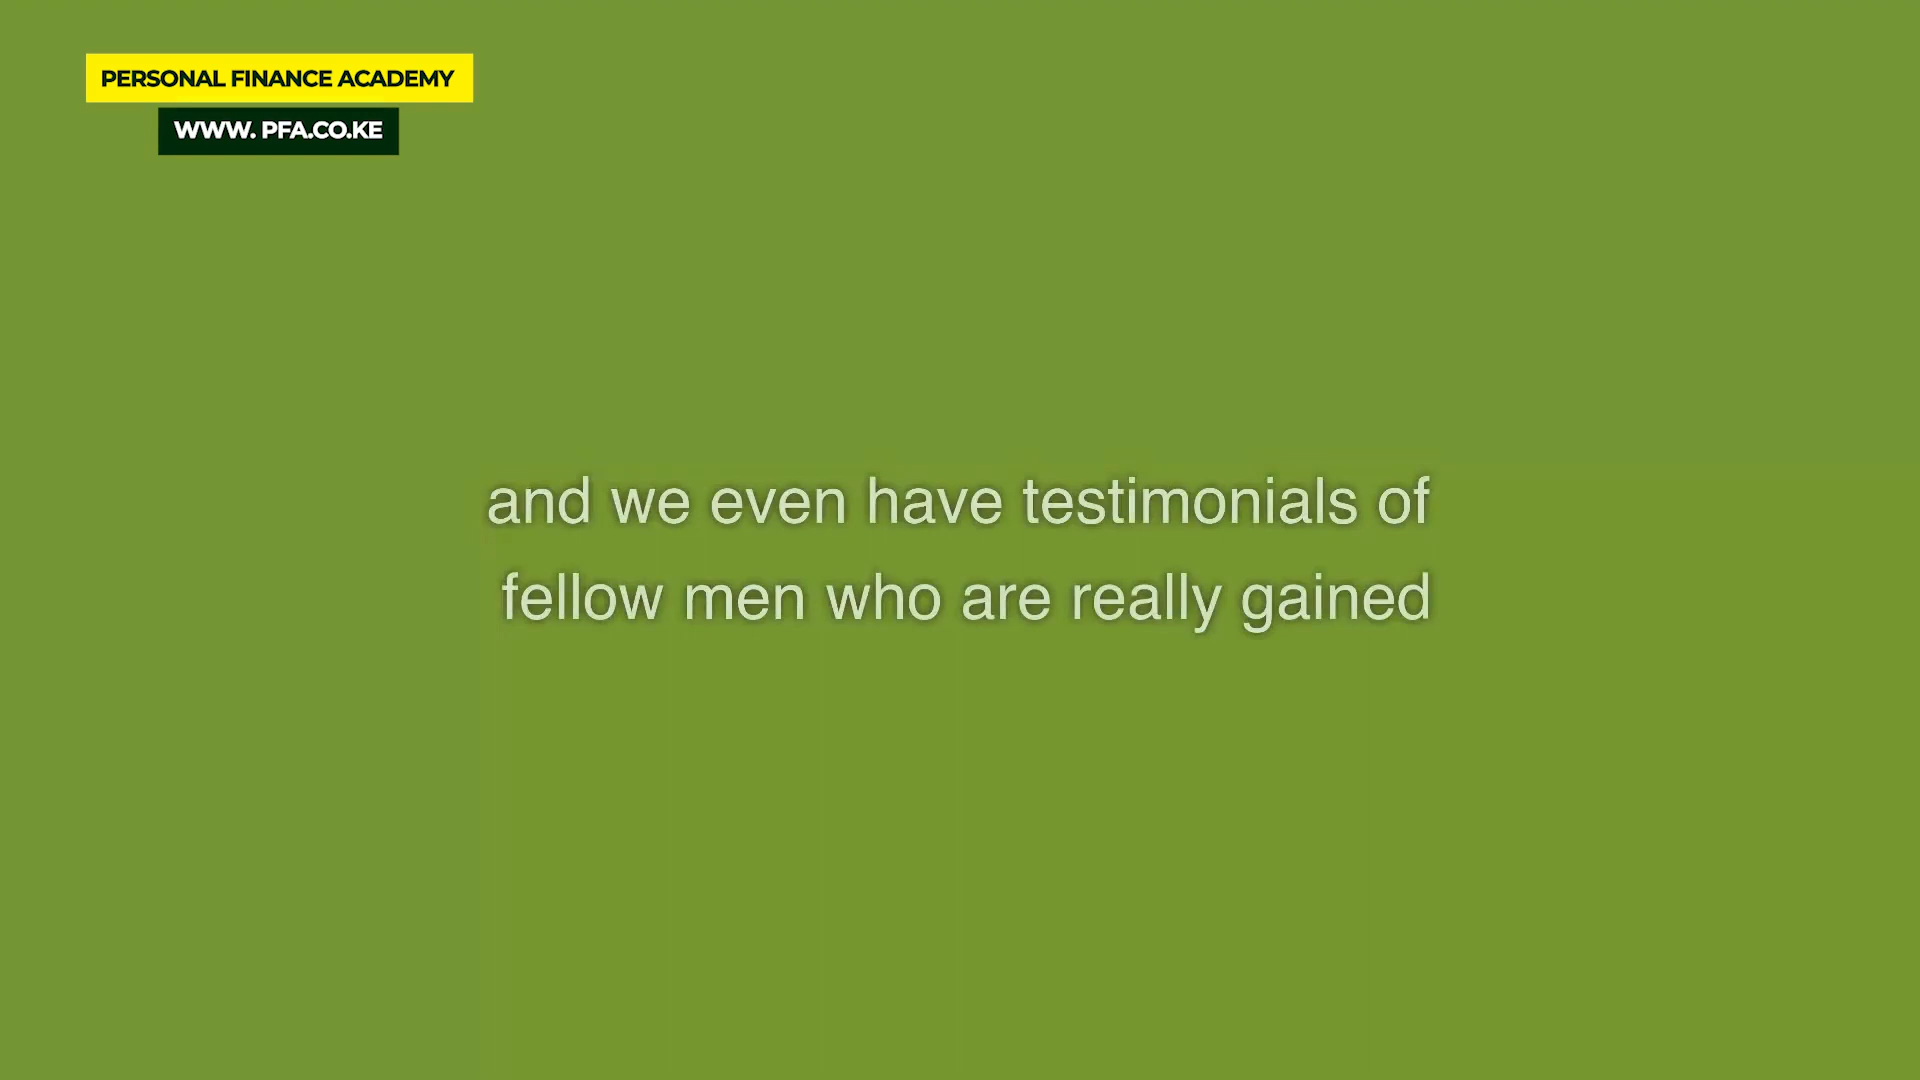 PERSONAL FINANCE ACADEMY
WWW. PFA.CO.KE
and we even have testimonials of
fellow men who are really gained